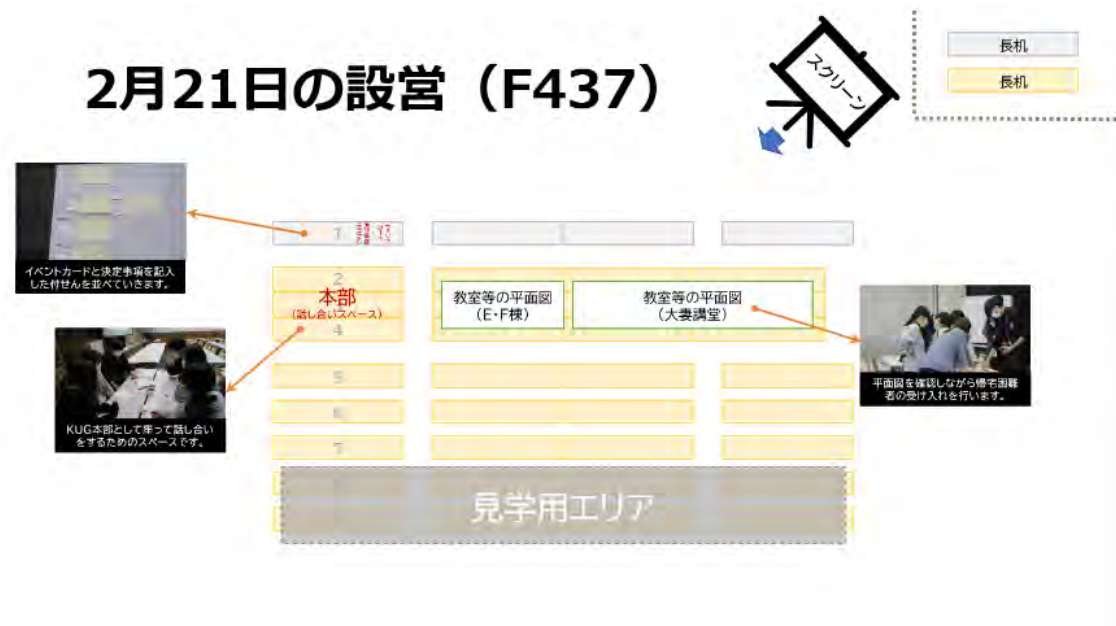 2月21日の設営（F437）
スクリーン
長机
長机
イベントカードと決定事項を記入
した付せんを並べていきます。
1
2
本部
（話し合いスペース）
4
教室等の平面図
（E・F棟）
教室等の平面図
（大妻講堂）
KUG本部として座って話し合い
をするためのスペースです。
平面図を確認しながら帰宅困難
者の受け入れを行います。
5
6
7
見学用エリア